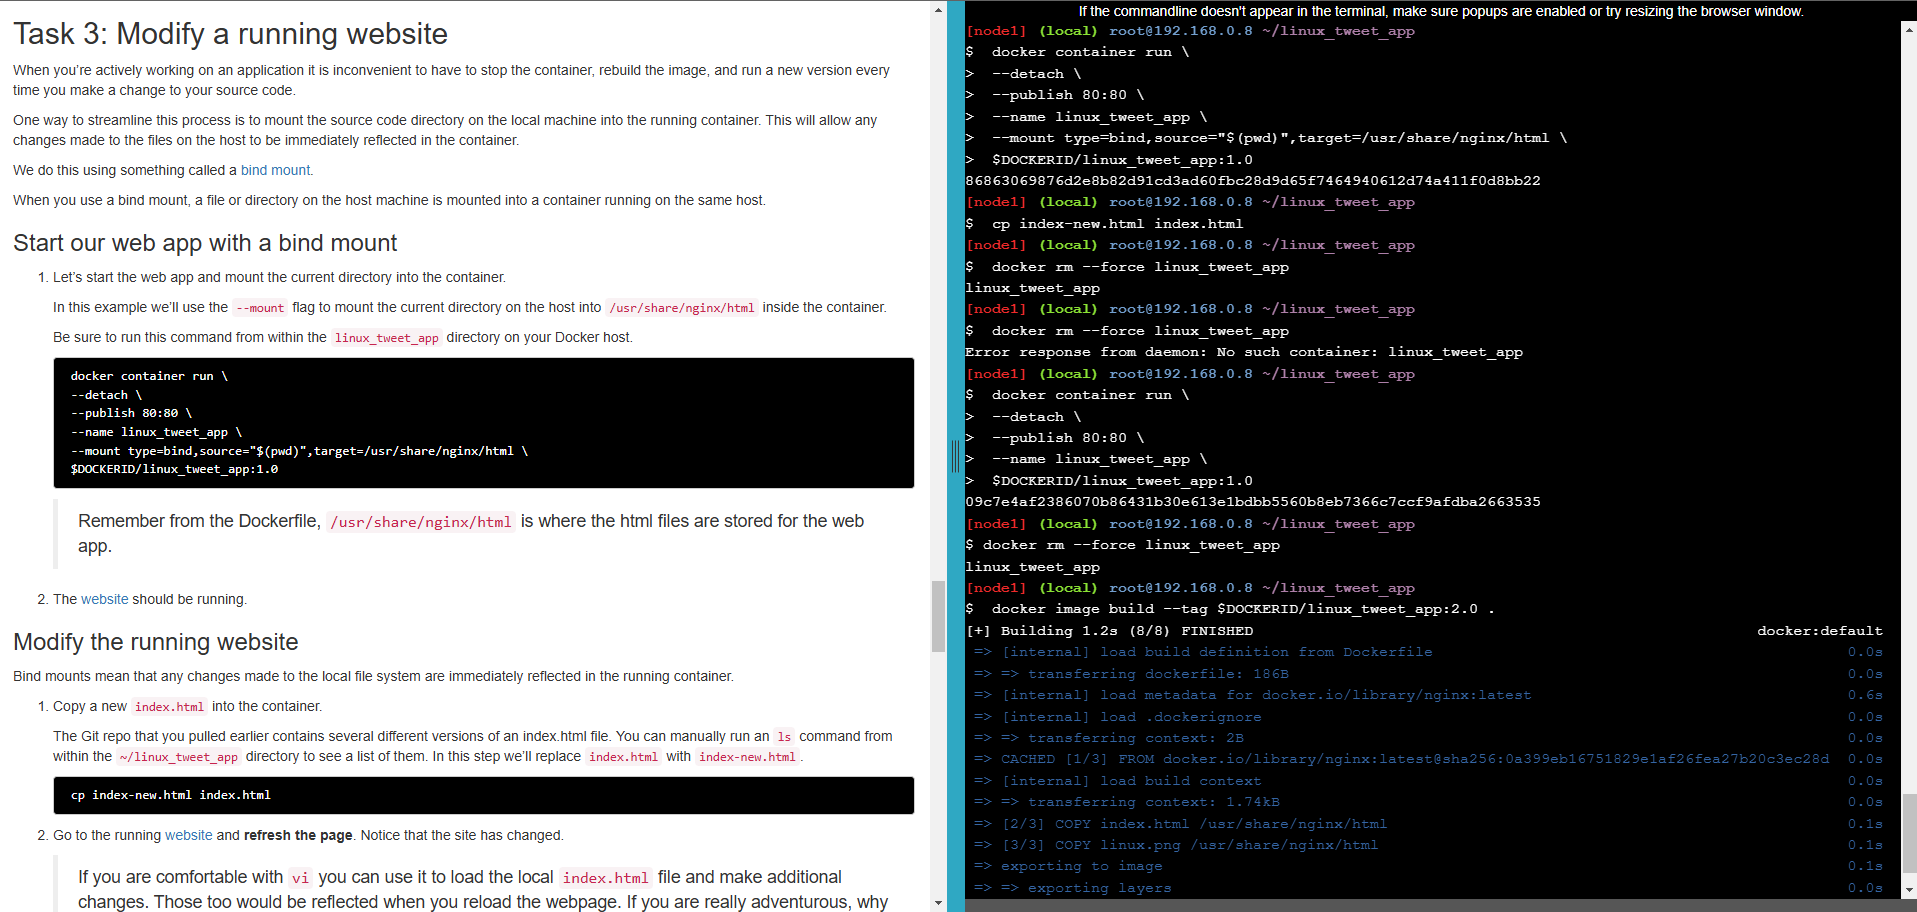 Task 3: Modify a running website
When you’re actively working on an application it is inconvenient to have to stop the container, rebuild the image, and run a new version every
time you make a change to your source code.
One way to streamline this process is to mount the source code directory on the local machine into the running container. This will allow any
changes made to the files on the host to be immediately reflected in the container.
We do this using something called a bind mount.
When you use a bind mount, a file or directory on the host machine is mounted into a container running on the same host.
Start our web app with a bind mount
1. Let’s start the web app and mount the current directory into the container.
In this example we’ll use the --mount flag to mount the current directory on the host into /usr/share/nginx/html inside the container.
Be sure to run this command from within the linux_tweet_app directory on your Docker host.
docker container run \
--detach \
--publish 80:80 \
--name linux_tweet_app \
--mount type=bind,source="$(pwd)",target=/usr/share/nginx/html \
$DOCKERID/linux_tweet_app:1.0
Remember from the Dockerfile, /usr/share/nginx/html is where the html files are stored for the web
app.
2. The website should be running.
Modify the running website
Bind mounts mean that any changes made to the local file system are immediately reflected in the running container.
1. Copy a new index.html into the container.
The Git repo that you pulled earlier contains several different versions of an index.html file. You can manually run an ls command from
within the ~/linux_tweet_app directory to see a list of them. In this step we’ll replace index.html with index-new.html .
cp index-new.html index.html
2. Go to the running website and refresh the page. Notice that the site has changed.
If you are comfortable with vi you can use it to load the local index.html file and make additional
changes. Those too would be reflected when you reload the webpage. If you are really adventurous, why
If the commandline doesn't appear in the terminal, make sure popups are enabled or try resizing the browser window.
[node1] (local) root@192.168.0.8 ~/linux_tweet_app
$ docker container run \
> --detach \
> --publish 80:80 \
> --name linux_tweet_app \
> --mount type=bind,source="$(pwd)",target=/usr/share/nginx/html \
> $DOCKERID/linux_tweet_app:1.0
86863069876d2e8b82d91cd3ad60fbc28d9d65f7464940612d74a411f0d8bb22
[node1] (local) root@192.168.0.8 ~/linux_tweet_app
$ cp index-new.html index.html
[node1] (local) root@192.168.0.8 ~/linux_tweet_app
$ docker rm --force linux_tweet_app
linux_tweet_app
[node1] (local) root@192.168.0.8 ~/linux_tweet_app
$ docker rm --force linux_tweet_app
Error response from daemon: No such container: linux_tweet_app
[node1] (local) root@192.168.0.8 ~/linux_tweet_app
$ docker container run \
> --detach \
> --publish 80:80 \
> --name linux_tweet_app \
> $DOCKERID/linux_tweet_app:1.0
09c7e4af2386070b86431b30e613e1bdbb5560b8eb7366c7ccf9afdba2663535
[node1] (local) root@192.168.0.8 ~/linux_tweet_app
$ docker rm --force linux_tweet_app
linux_tweet_app
[node1] (local) root@192.168.0.8 ~/linux_tweet_app
$ docker image build --tag $DOCKERID/linux_tweet_app:2.0 .
[+] Building 1.2s (8/8) FINISHED docker:default
=> [internal] load build definition from Dockerfile 0.0s
=> => transferring dockerfile: 186B 0.0s
=> [internal] load metadata for docker.io/library/nginx:latest 0.6s
=> [internal] load .dockerignore 0.0s
=> => transferring context: 2B 0.0s
=> CACHED [1/3] FROM docker.io/library/nginx:latest@sha256:0a399eb16751829e1af26fea27b20c3ec28d 0.0s
=> [internal] load build context 0.0s
=> => transferring context: 1.74kB 0.0s
=> [2/3] COPY index.html /usr/share/nginx/html 0.1s
=> [3/3] COPY linux.png /usr/share/nginx/html 0.1s
=> exporting to image 0.1s
=> => exporting layers 0.0s